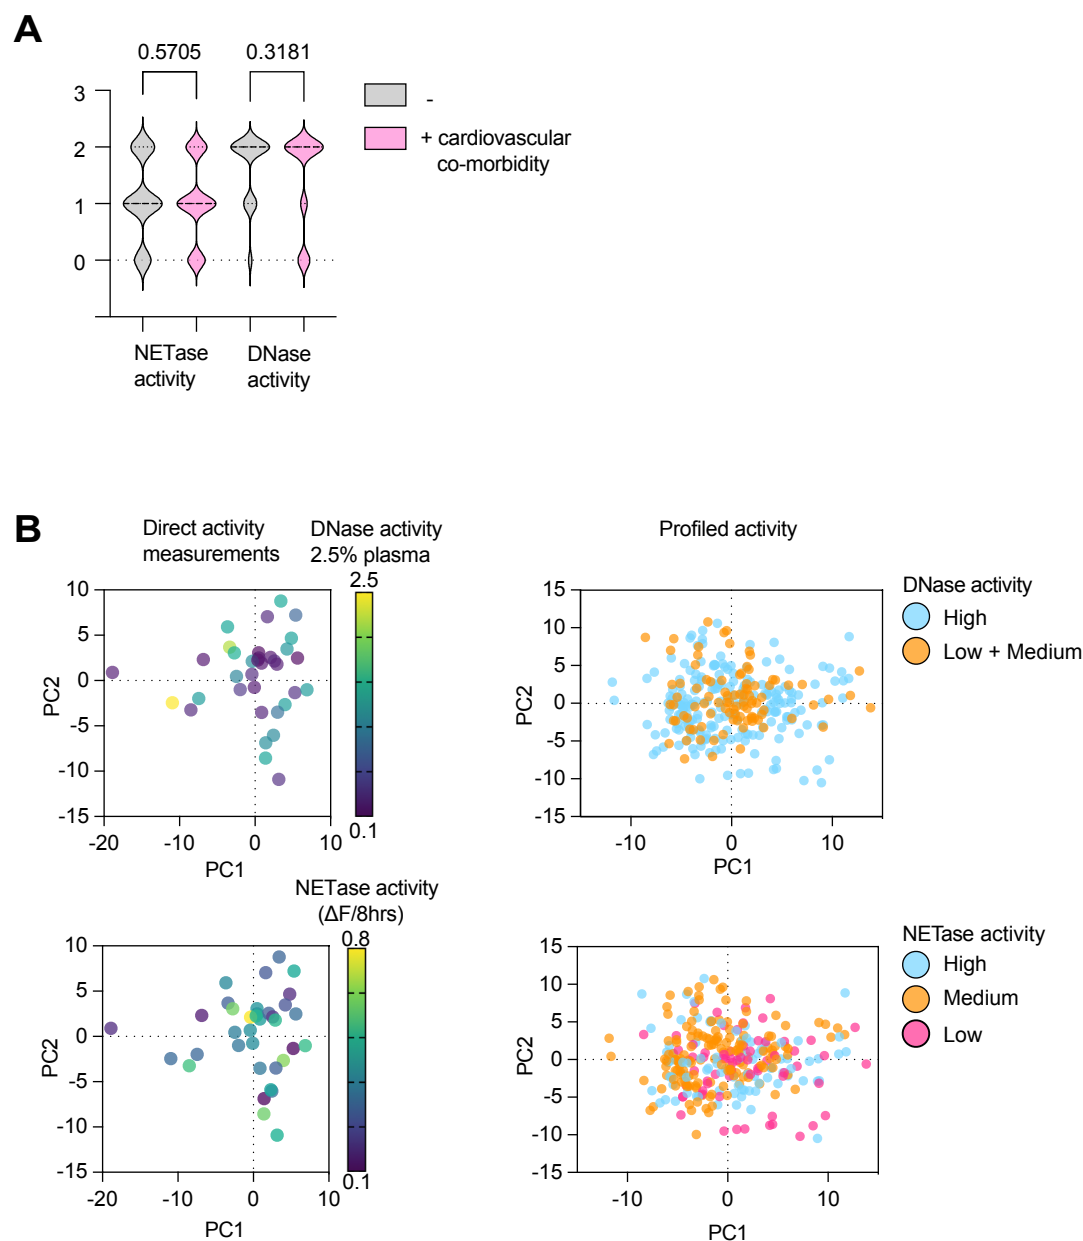 A
0.5705
0.3181
3
2
1
0
-
+ cardiovascular
co-morbidity
NETase
activity
DNase
activity
B
Direct activity
measurements
DNase activity
2.5% plasma
2.5
0.1
10
5
0
-5
-10
-15
PC2
-20
-10
0
10
PC1
Profiled activity
15
10
5
0
-5
-10
-15
PC2
-10
0
10
PC1
DNase activity
High
Low + Medium
NETase activity
(ΔF/8hrs)
0.8
0.1
10
5
0
-5
-10
-15
PC2
-20
-10
0
10
PC1
15
10
5
0
-5
-10
-15
PC2
-10
0
10
PC1
NETase activity
High
Medium
Low